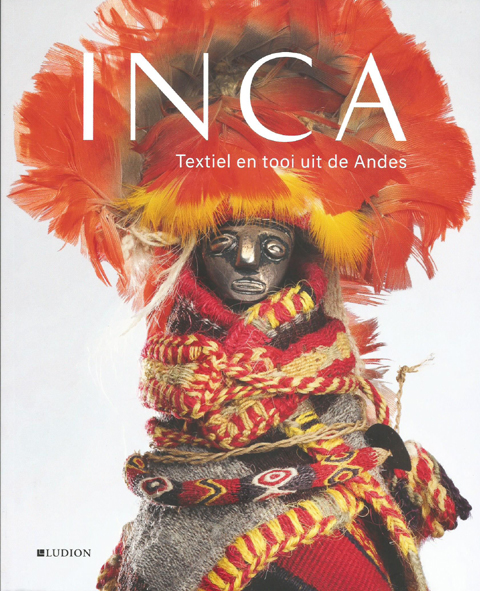 INCA
Textiel en tooi uit de Andes
LUDION